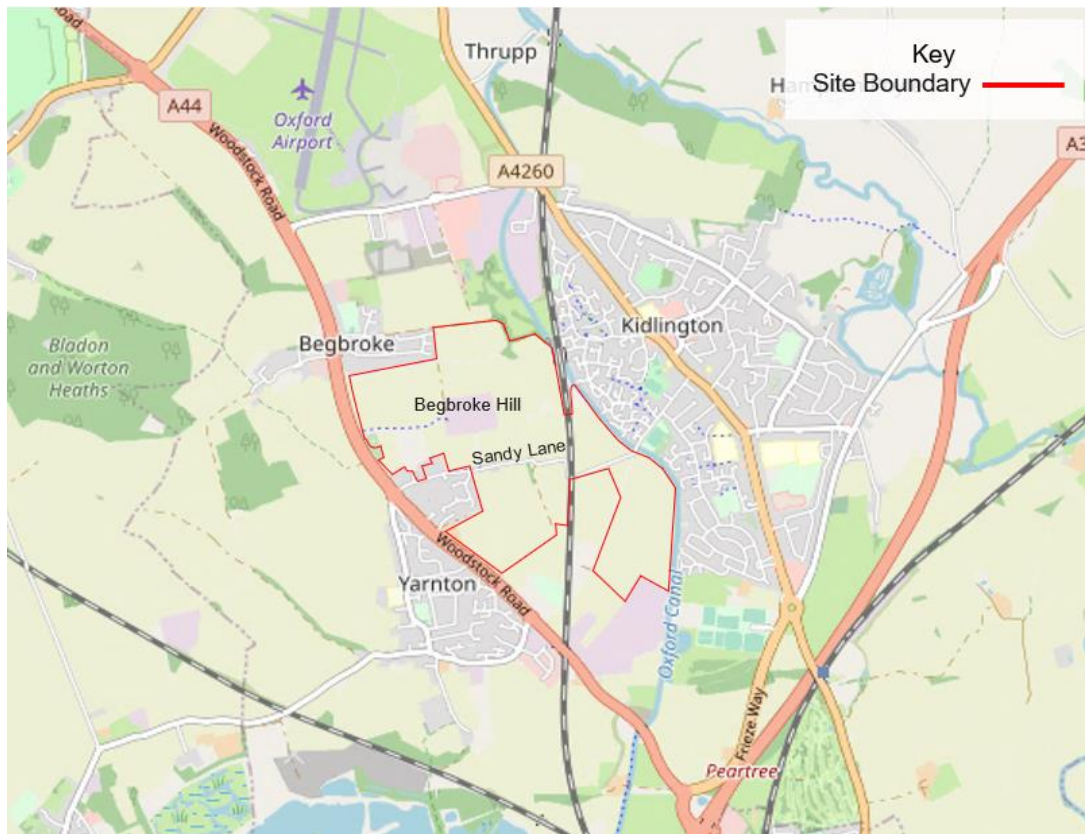 Road
Thrupp
Key
Site Boundary
A44
Oxford
Airport
A4260
Woodstock Road
Kidlington
Begbroke
Bladon
and Worton
Heaths
Begbroke Hill
Sandy Lane
Woodstock Road
Yarnton
Oxford Canal
Frieze Way
Peartree